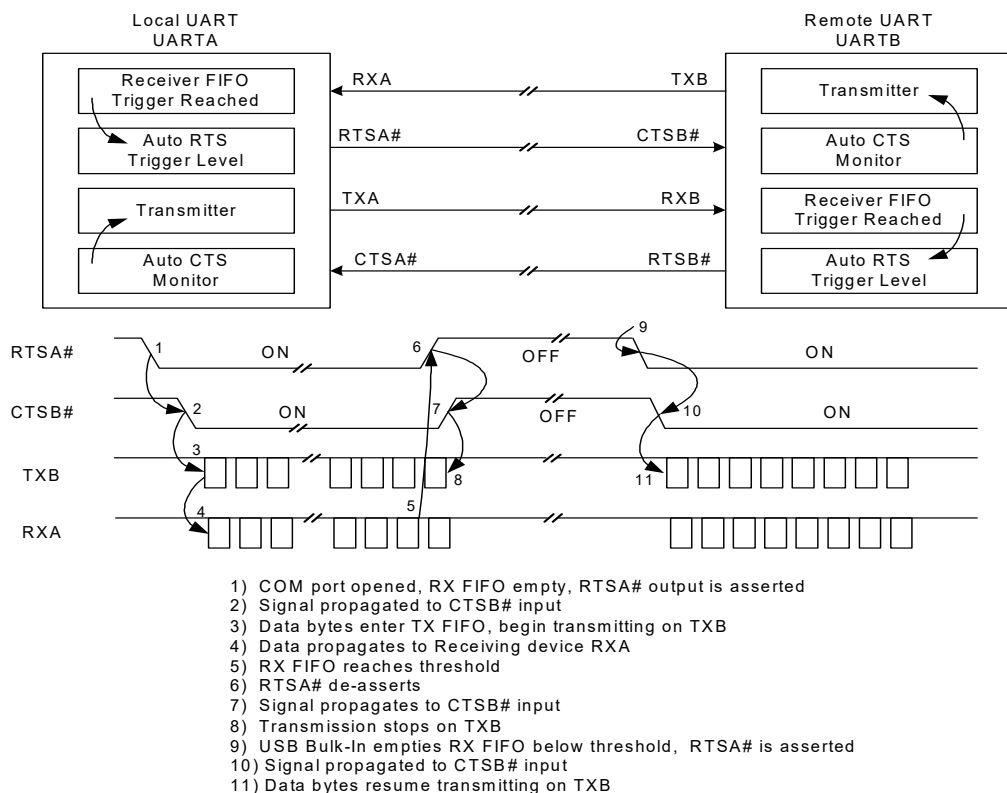 Local UART
UARTA
Remote UART
UARTB
Receiver FIFO
Trigger Reached
Auto RTS
Trigger Level
Transmitter
Auto CTS
Monitor
RXA
TXB
RTSA#
CTSB#
TXA
RXB
CTSA#
RTSB#
Transmitter
Auto CTS
Monitor
Receiver FIFO
Trigger Reached
Auto RTS
Trigger Level
RTSA#
1
ON
6
OFF
9
ON
CTSB#
2
ON
7
OFF
10
ON
TXB
3
8
11
RXA
4
5
1) COM port opened, RX FIFO empty, RTSA# output is asserted
2) Signal propagated to CTSB# input
3) Data bytes enter TX FIFO, begin transmitting on TXB
4) Data propagates to Receiving device RXA
5) RX FIFO reaches threshold
6) RTSA# de-asserts
7) Signal propagates to CTSB# input
8) Transmission stops on TXB
9) USB Bulk-In empties RX FIFO below threshold, RTSA# is asserted
10) Signal propagated to CTSB# input
11) Data bytes resume transmitting on TXB